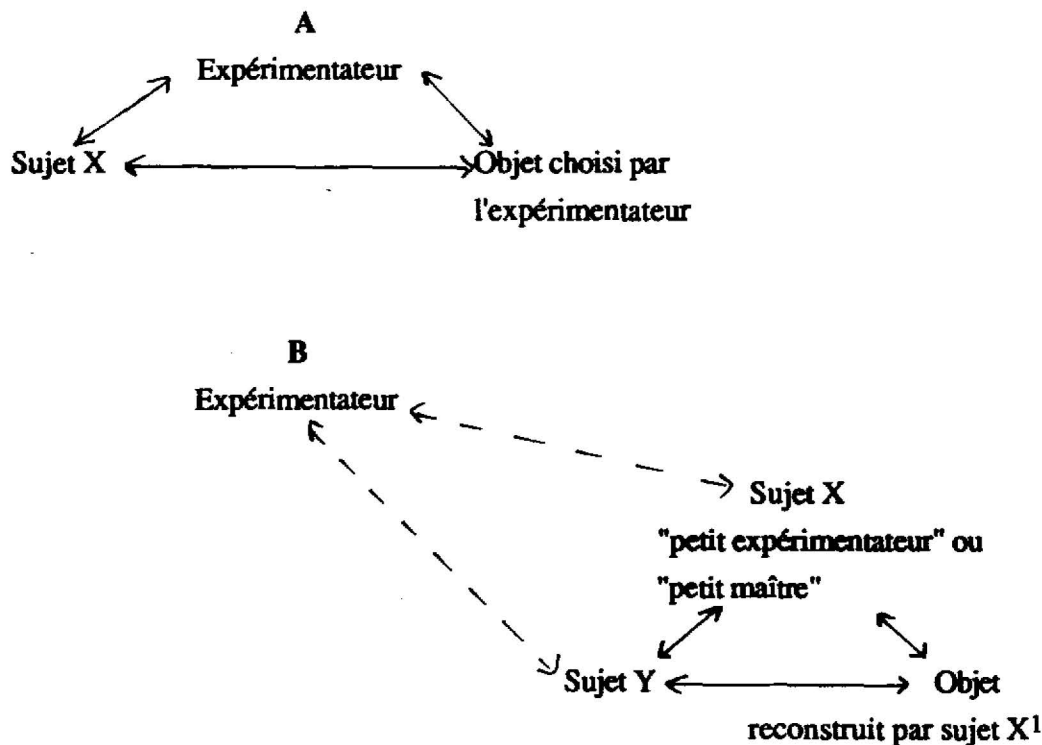 A
Expérimentateur
Sujet X
Objet choisi par
l'expérimentateur
B
Expérimentateur
Sujet X
"petit expérimentateur" ou
"petit maître"
Sujet Y
Objet
reconstruit par sujet X1